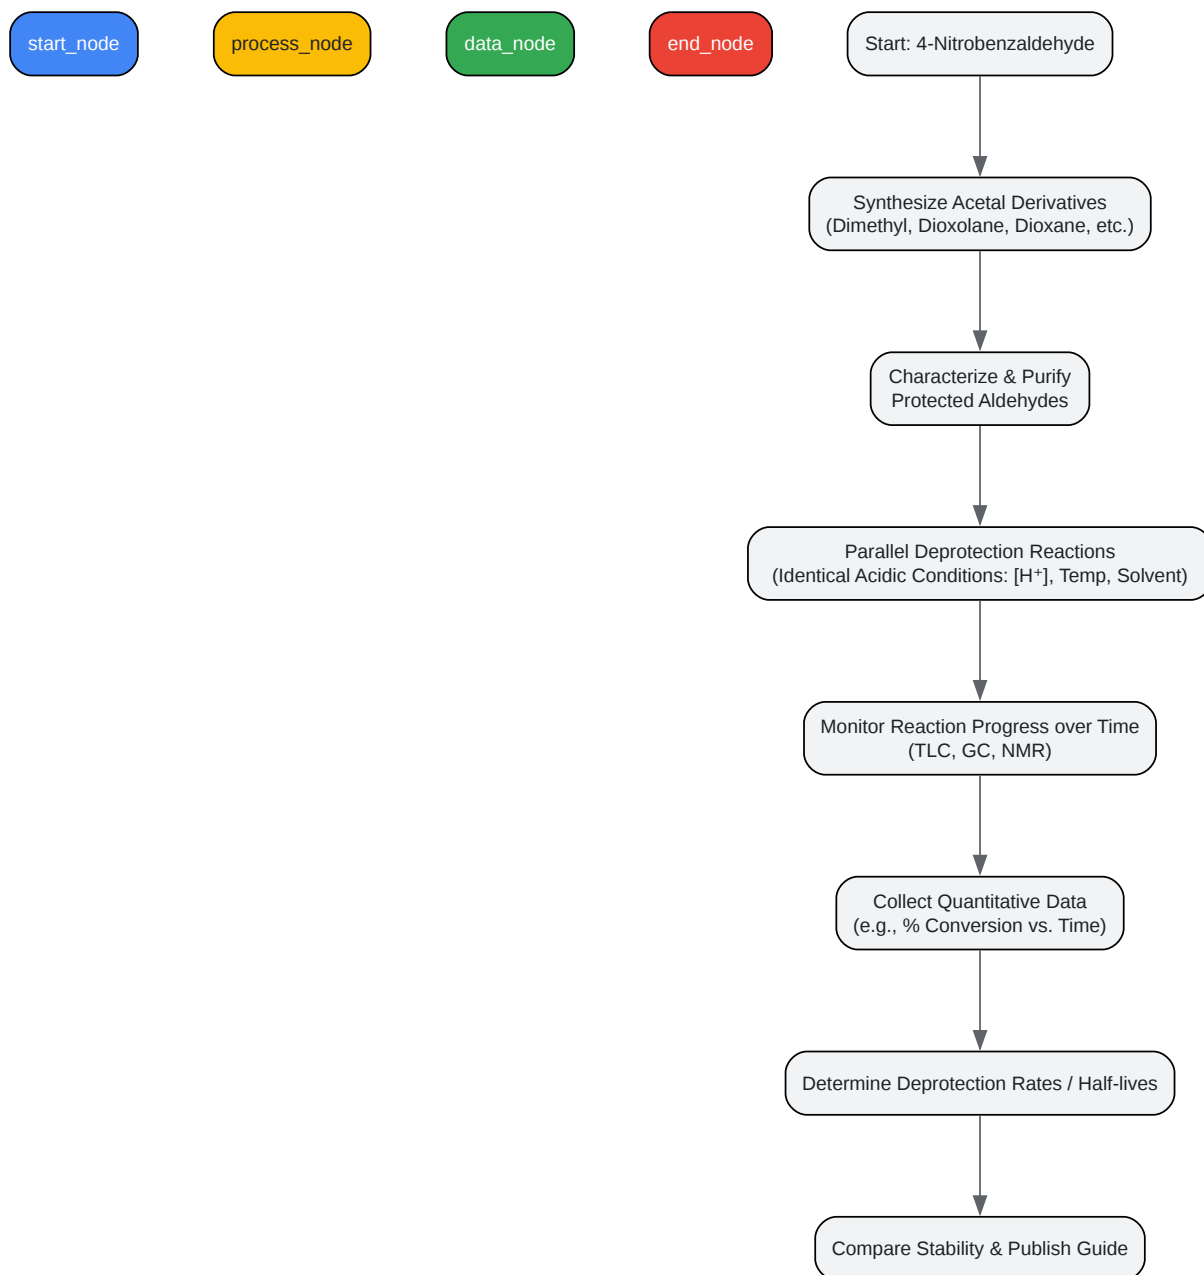 start_node
process_node
data_node
end_node
Start: 4-Nitrobenzaldehyde
Synthesize Acetal Derivatives
(Dimethyl, Dioxolane, Dioxane, etc.)
Characterize & Purify
Protected Aldehydes
Parallel Deprotection Reactions
(Identical Acidic Conditions: [H⁺], Temp, Solvent)
Monitor Reaction Progress over Time
(TLC, GC, NMR)
Collect Quantitative Data
(e.g., % Conversion vs. Time)
Determine Deprotection Rates / Half-lives
Compare Stability & Publish Guide